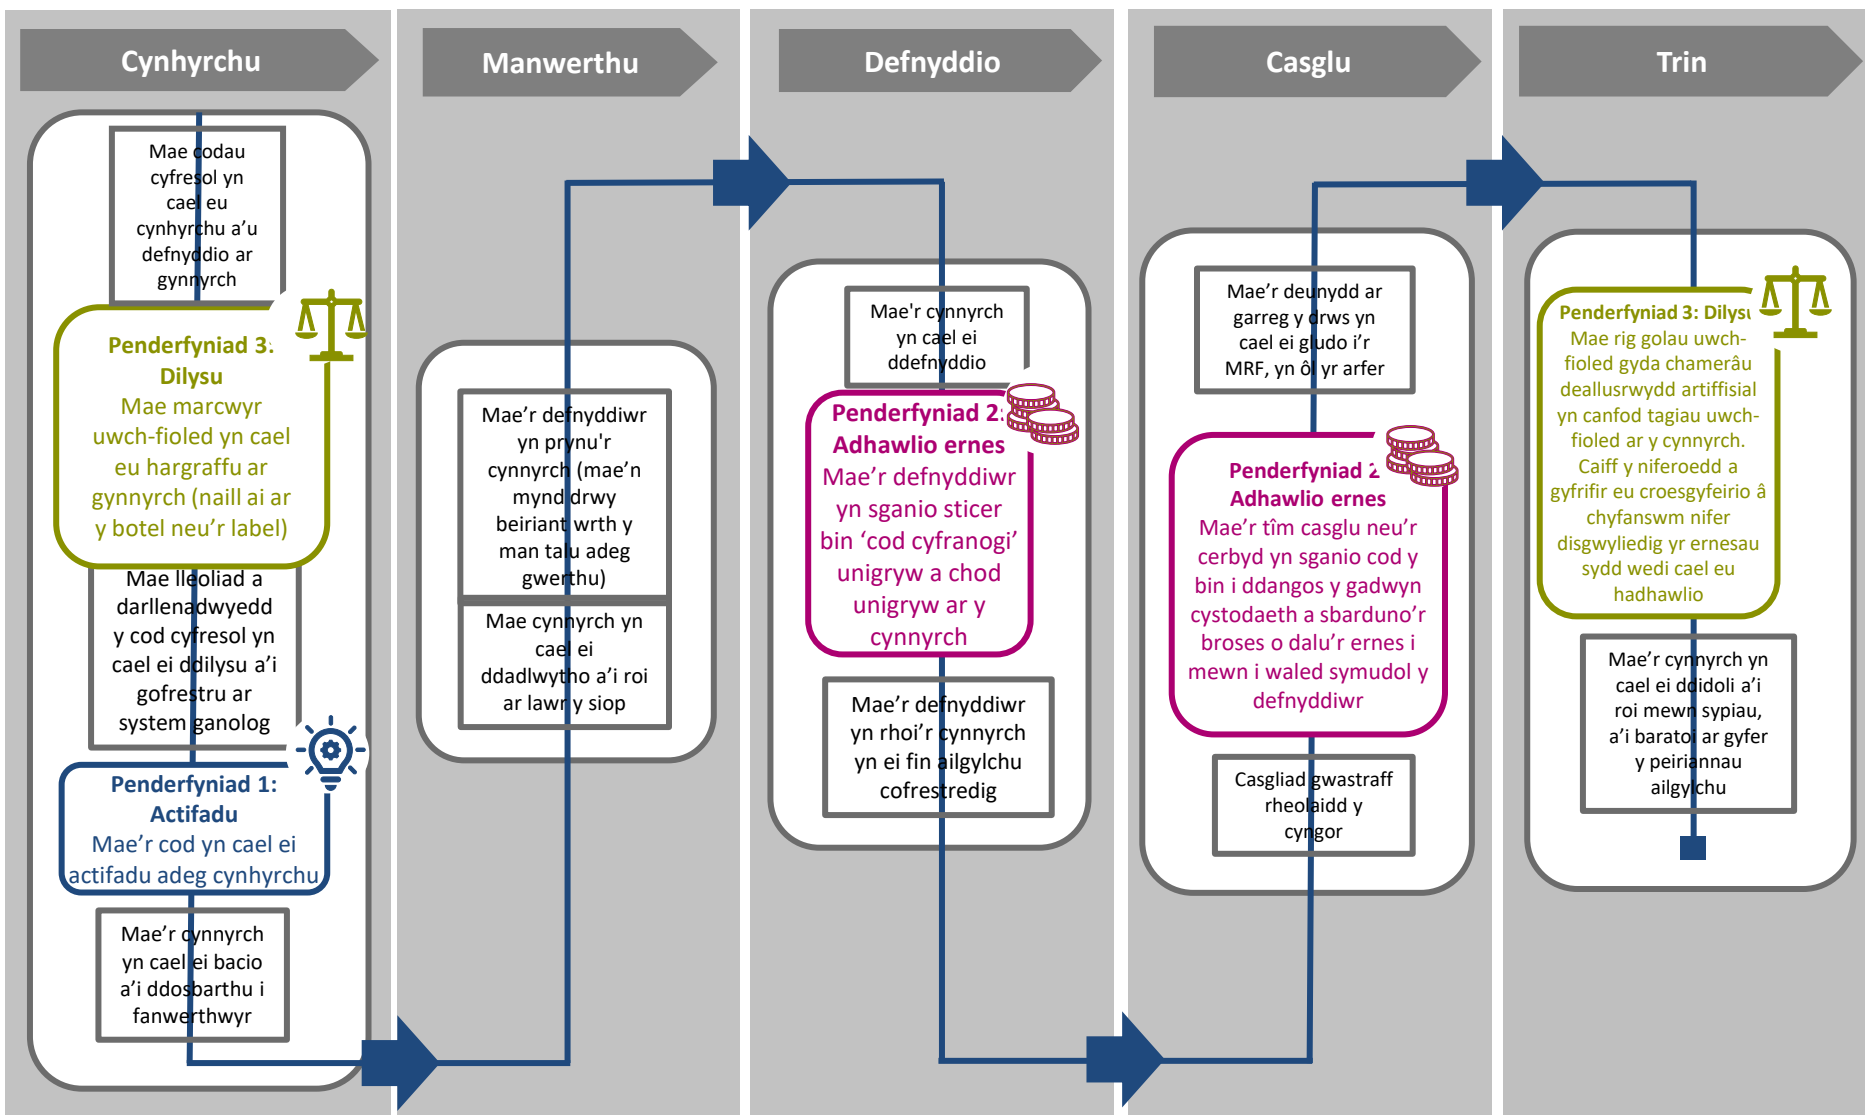 Cynhyrchu
Mae codau
cyfresol yn
cael eu
cynhyrchu a’u
defnyddio ar
gynnyrch
Penderfyniad 3:
Dilysu
Mae marcwyr
uwch-fioled yn cael
eu hargraffu ar
gynnyrch (naill ai ar
y botel neu’r label)
Mae lleoliad a
darllenadwyedd
y cod cyfresol yn
cael ei ddilysu a’i
gofrestru ar
system ganolog
Penderfyniad 1:
Actifadu
Mae’r cod yn cael ei
actifadu adeg cynhyrchu
Mae’r cynnyrch
yn cael ei bacio
a’i ddosbarthu i
fanwerthwyr
Manwerthu
Mae’r defnyddiwr
yn prynu'r
cynnyrch (mae’n
mynd drwy
beiriant wrth y
man talu adeg
gwerthu)
Mae cynnyrch yn
cael ei
ddadlwytho a’i roi
ar lawr y siop
Defnyddio
Mae'r cynnyrch
yn cael ei
ddefnyddio
Penderfyniad 2:
Adhawlio ernes
Mae’r defnyddiwr
yn sganio sticer
bin ‘cod cyfranogi’
unigryw a chod
unigryw ar y
cynnyrch
Mae’r defnyddiwr
yn rhoi’r cynnyrch
yn ei fin ailgylchu
cofrestredig
Casglu
Mae’r deunydd ar
garreg y drws yn
cael ei gludo i’r
MRF, yn ôl yr arfer
Penderfyniad 2
Adhawlio ernes
Mae’r tîm casglu neu’r
cerbyd yn sganio cod y
bin i ddangos y gadwyn
cystodaeth a sbarduno’r
broses o dalu’r ernes i
mewn i waled symudol y
defnyddiwr
Casgliad gwastraff
rheolaidd y
cyngor
Trin
Penderfyniad 3: Dilysu
Mae rig golau uwch-
fioled gyda chamerâu
deallusrwydd artiffisial
yn canfod tagiau uwch-
fioled ar y cynnyrch.
Caiff y niferoedd a
gyfrifir eu croesgyfeirio â
chyfanswm nifer
disgwyliedig yr ernesau
sydd wedi cael eu
hadhawlio
Mae’r cynnyrch yn
cael ei ddidoli a’i
roi mewn sypiau,
a’i baratoi ar gyfer
y peiriannau
ailgylchu